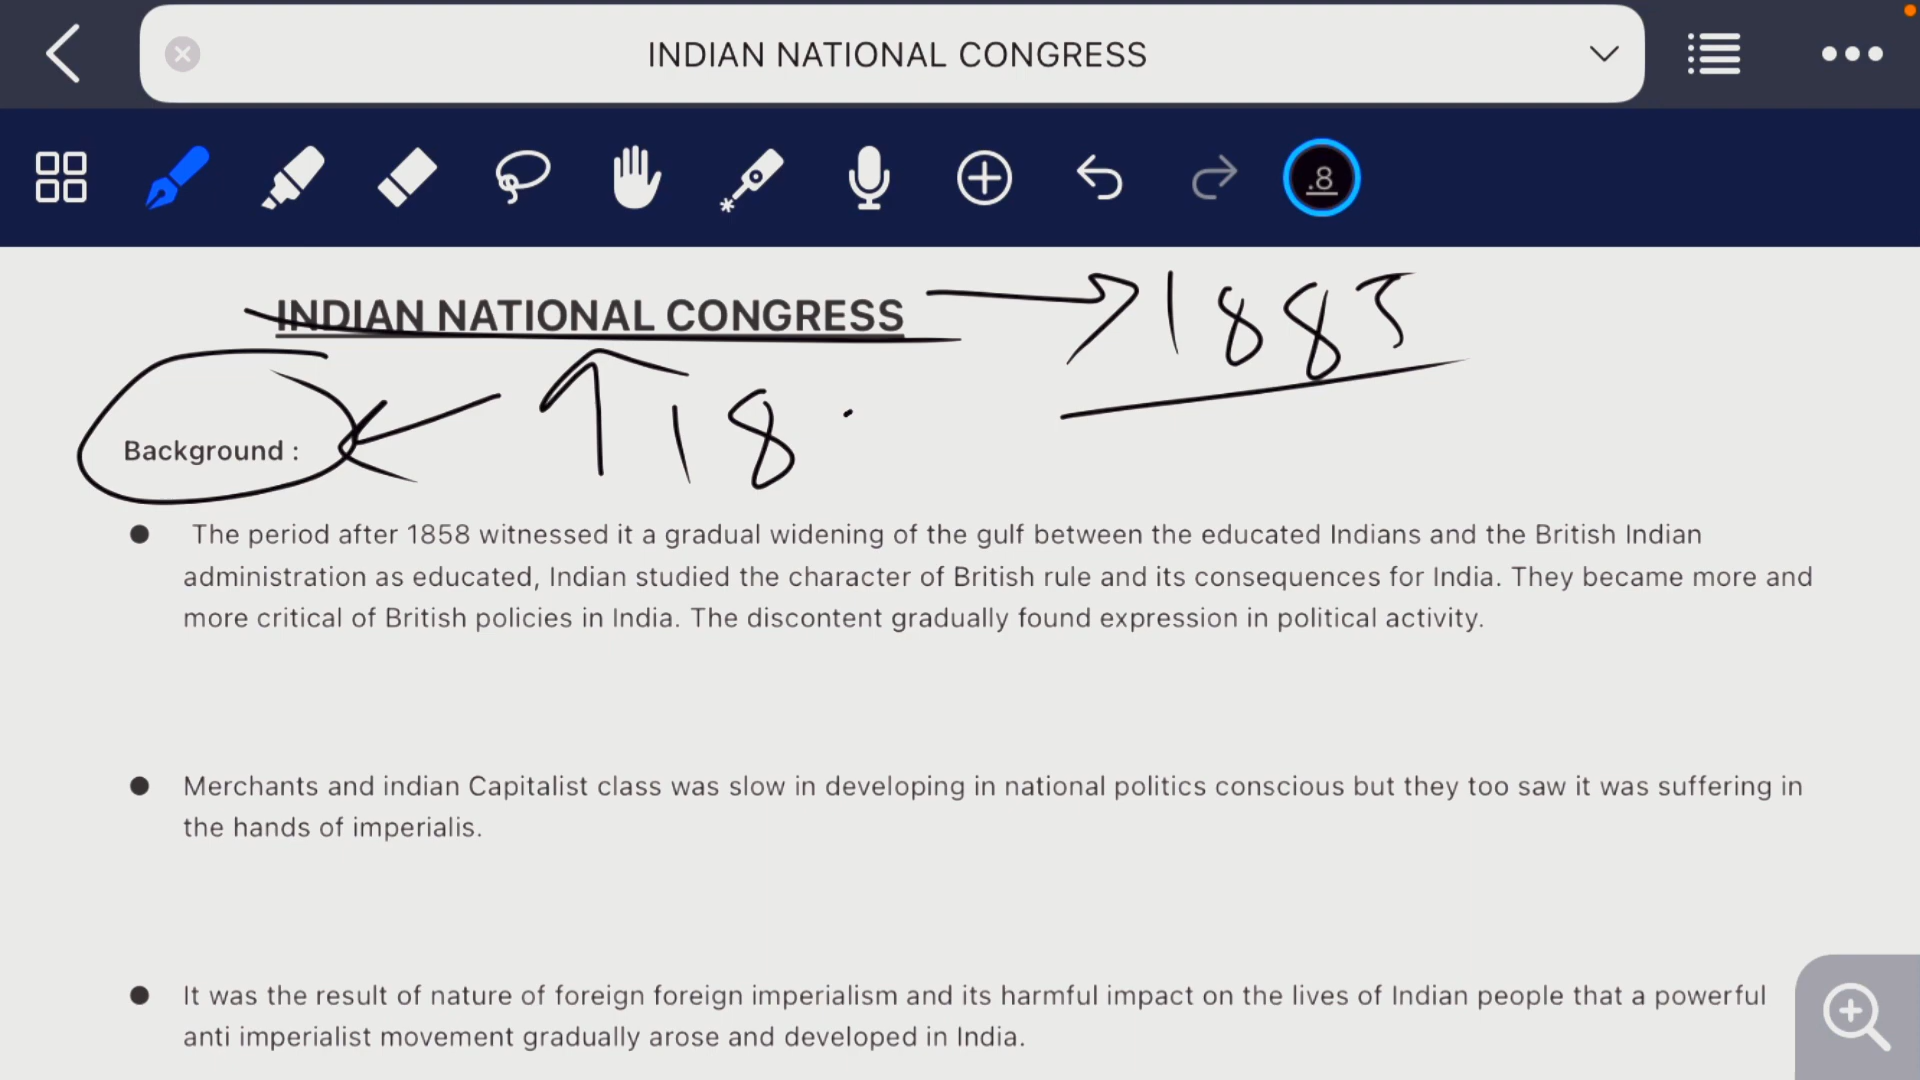 INDIAN NATIONAL CONGRESS
.8
INDIAN NATIONAL CONGRESS
1885
18
Background :
The period after 1858 witnessed it a gradual widening of the gulf between the educated Indians and the British Indian
administration as educated, Indian studied the character of British rule and its consequences for India. They became more and
more critical of British policies in India. The discontent gradually found expression in political activity.
Merchants and indian Capitalist class was slow in developing in national politics conscious but they too saw it was suffering in
the hands of imperialis.
It was the result of nature of foreign foreign imperialism and its harmful impact on the lives of Indian people that a powerful
anti imperialist movement gradually arose and developed in India.